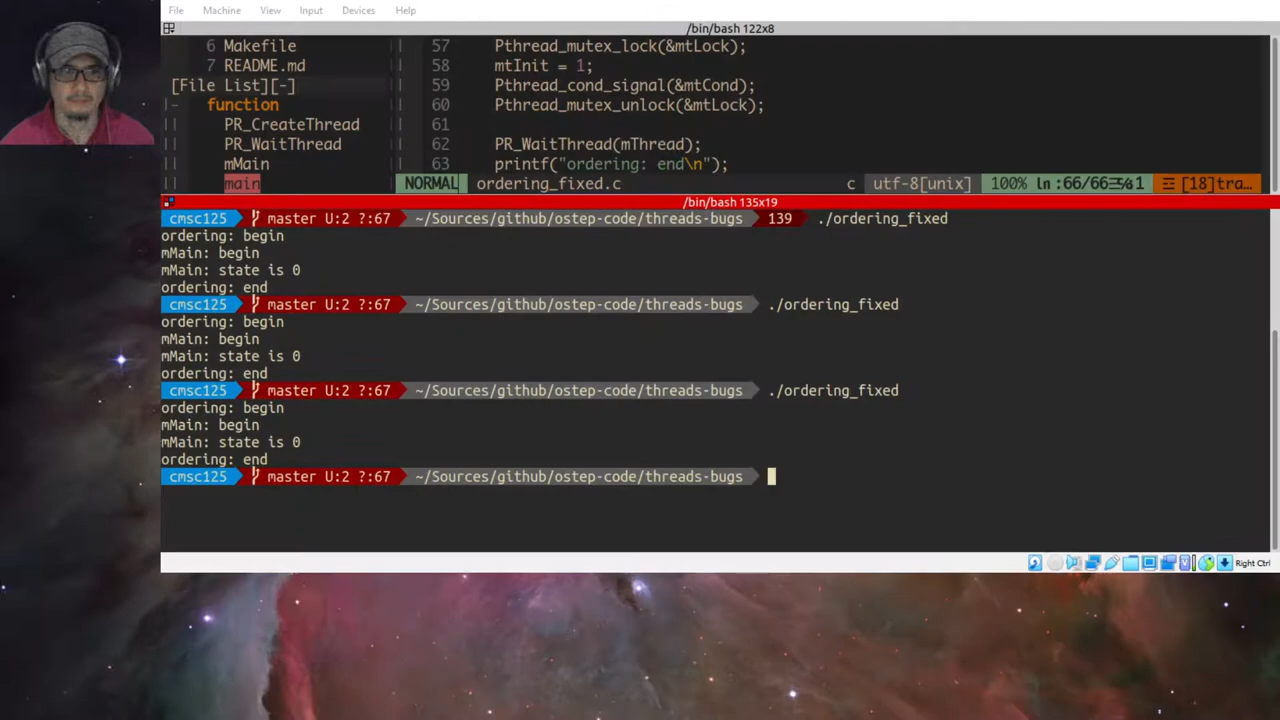 File Machine View Input Devices Help
/bin/bash 122x8
6 Makefile
7 README.md
[File List][-]
|- function
|| PR_CreateThread
|| PR_WaitThread
|| mMain
|| main
57 Pthread_mutex_lock(&mtLock);
58 mtInit = 1;
59 Pthread_cond_signal(&mtCond);
60 Pthread_mutex_unlock(&mtLock);
61
62 PR_WaitThread(mThread);
63 printf("ordering: end\n");
NORMAL ordering_fixed.c c utf-8[unix] 100% ln:66/66 1 [18]tra...
/bin/bash 135x19
cmsc125 master U:2 ?:67 ~/Sources/github/ostep-code/threads-bugs 139 ./ordering_fixed
ordering: begin
mMain: begin
mMain: state is 0
ordering: end
cmsc125 master U:2 ?:67 ~/Sources/github/ostep-code/threads-bugs ./ordering_fixed
ordering: begin
mMain: begin
mMain: state is 0
ordering: end
cmsc125 master U:2 ?:67 ~/Sources/github/ostep-code/threads-bugs ./ordering_fixed
ordering: begin
mMain: begin
mMain: state is 0
ordering: end
cmsc125 master U:2 ?:67 ~/Sources/github/ostep-code/threads-bugs
Right Ctrl